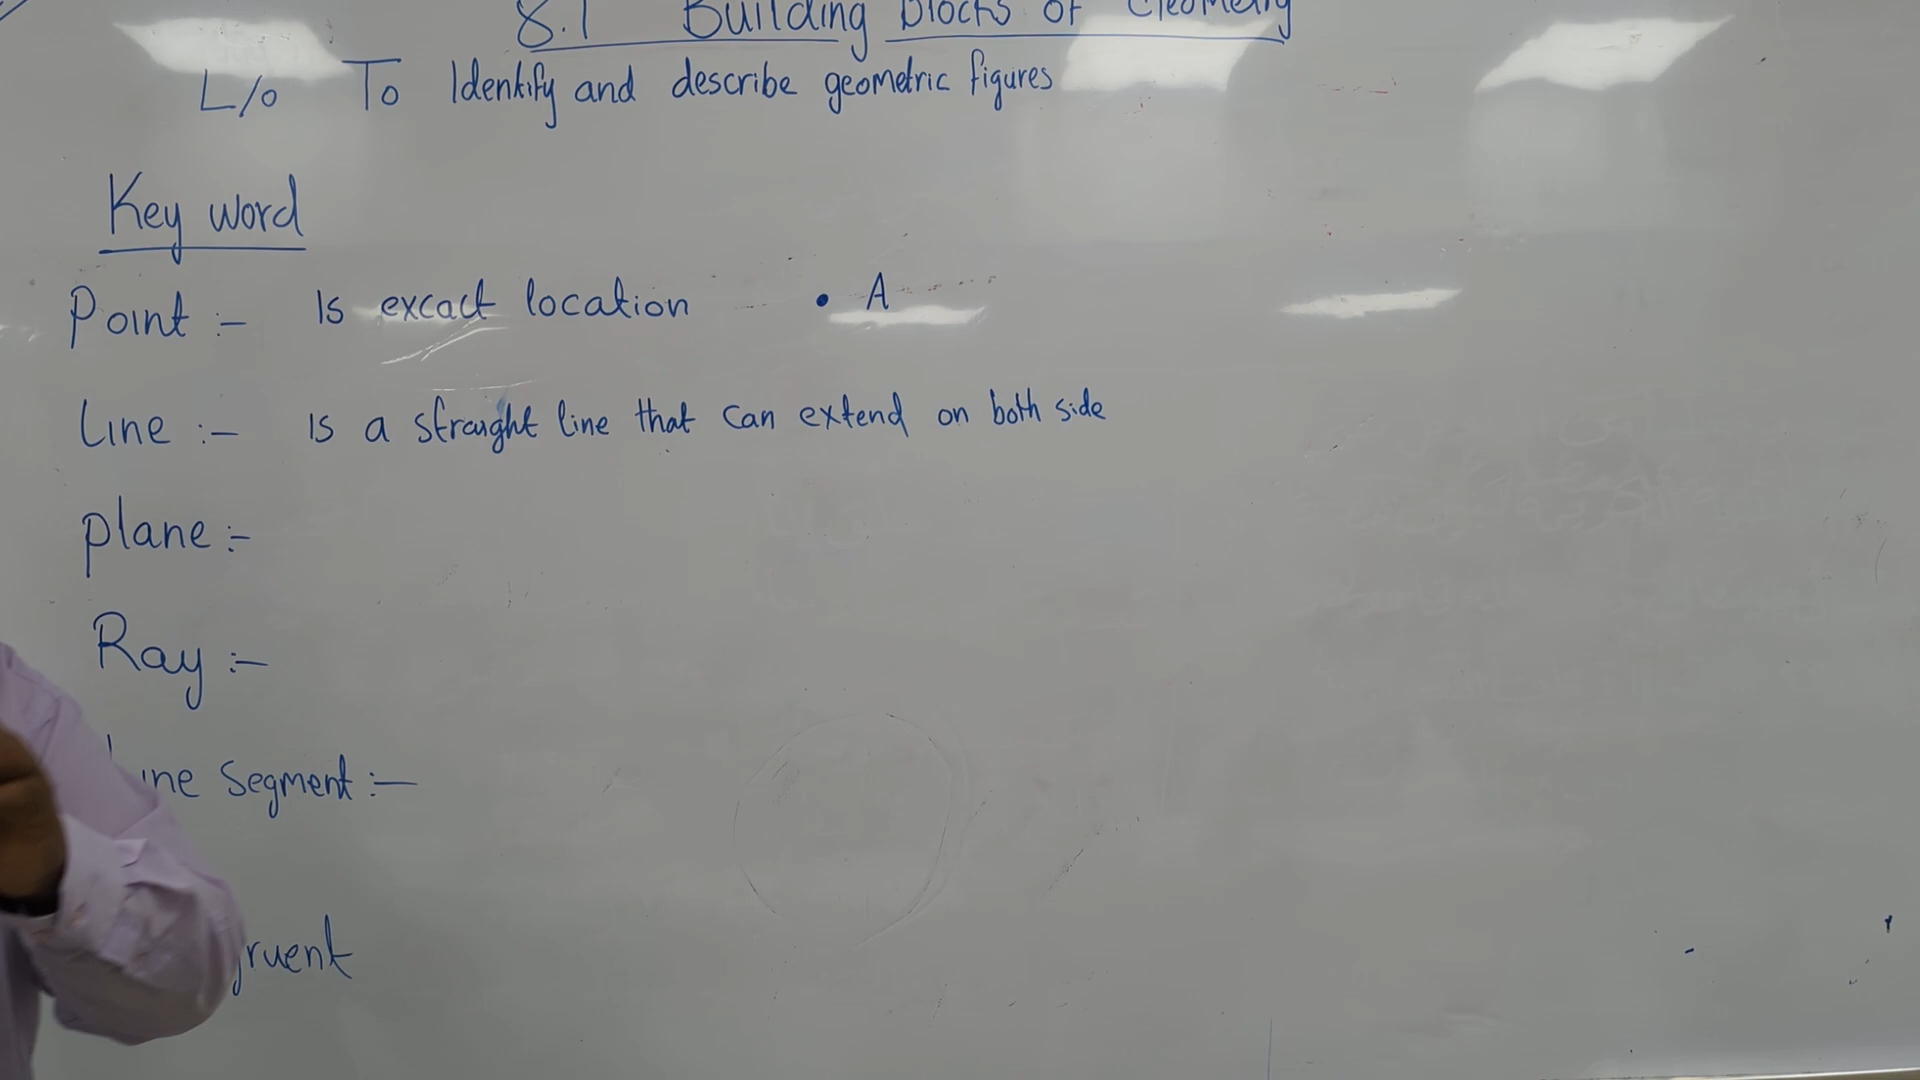 8.1 Building Blocks of Geometry
L/o To Identify and describe geometric figures
Key word
Point :- Is excact location • A
Line :- Is a straight line that can extend on both side
plane :-
Ray :-
Line Segment :-
gruent